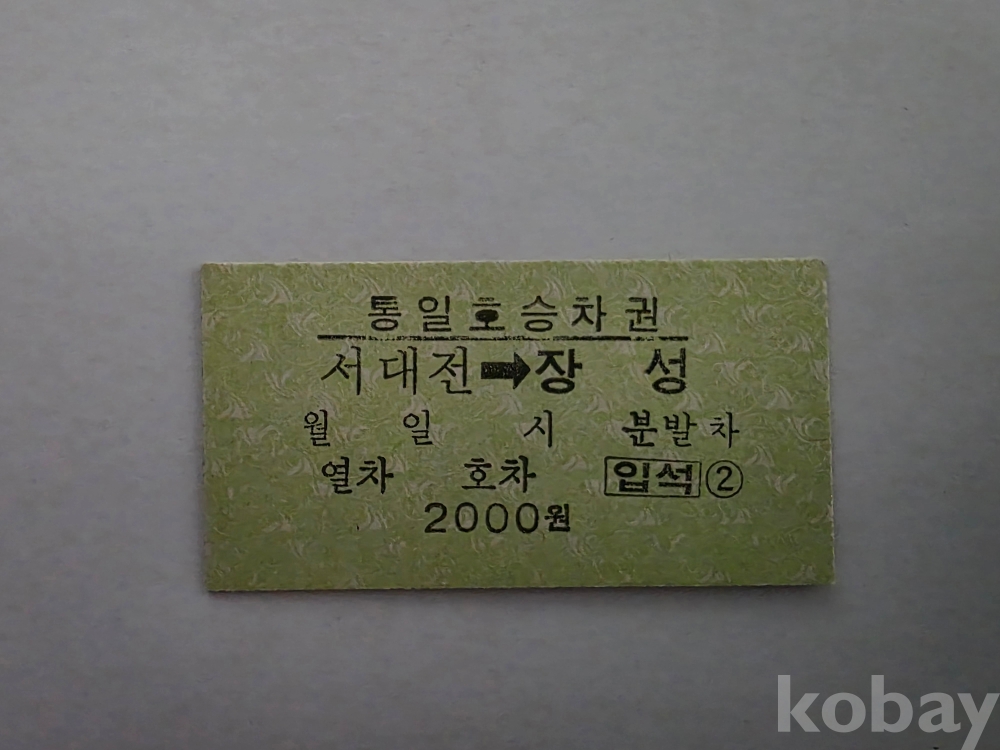 통일호승차권
서대전➡장 성
월 일 시 분발차
열차 호차 입석 ②
2000원
kobay